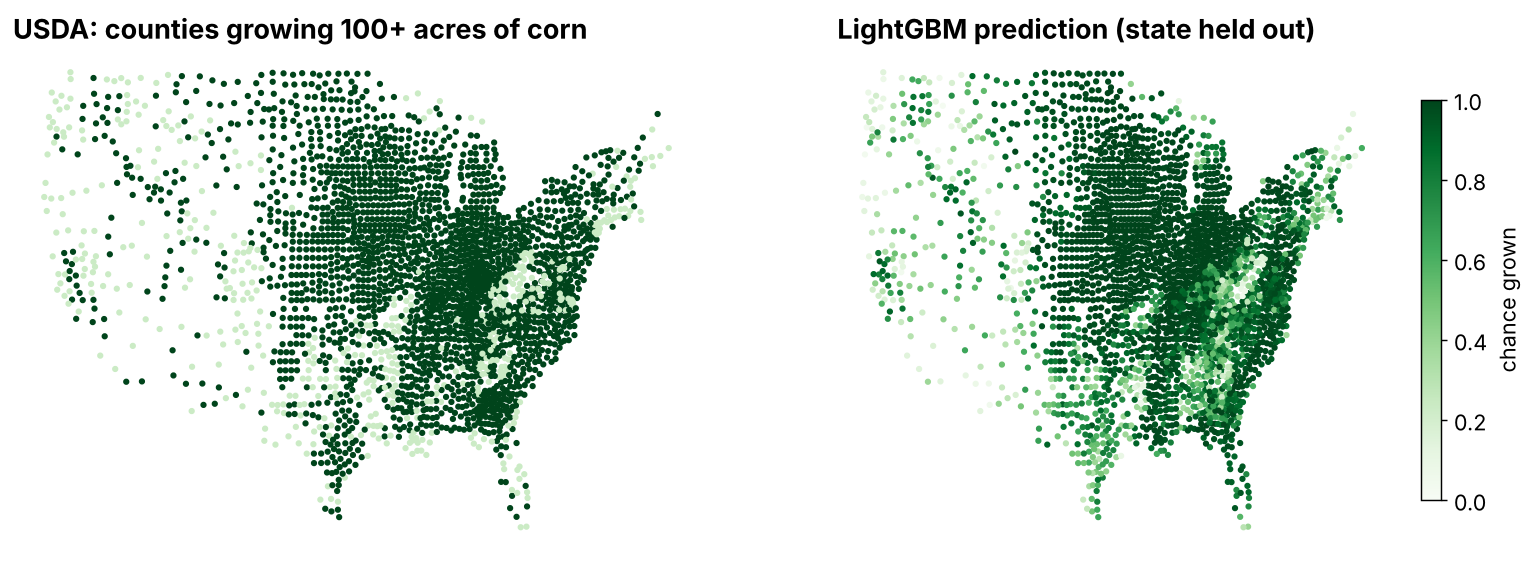 USDA: counties growing 100+ acres of corn
LightGBM prediction (state held out)
1.0
0.8
0.6
0.4
0.2
0.0
chance grown